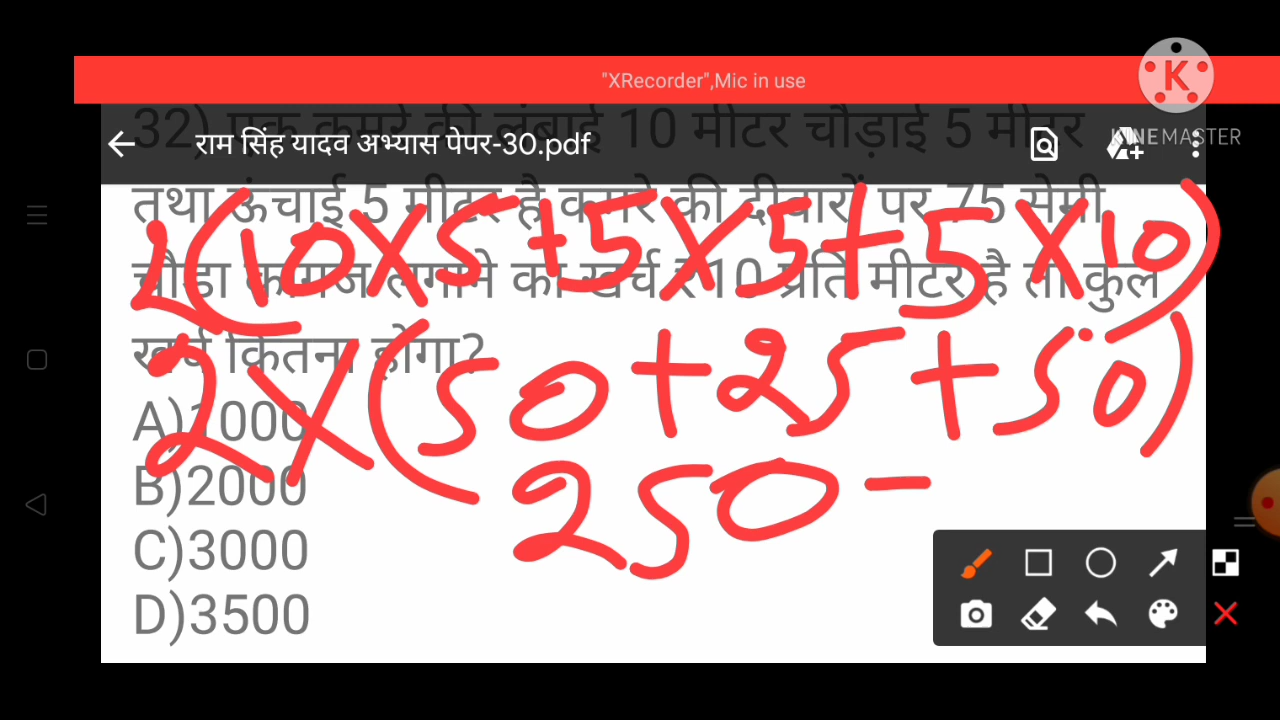 "XRecorder",Mic in use
K
KINEMASTER
राम सिंह यादव अभ्यास पेपर-30.pdf
32) एक कमरे की लंबाई 10 मीटर चौड़ाई 5 मीटर
तथा ऊंचाई 5 मीटर है कमरे की दीवारों पर 75 सेमी
2(10×5+5×5+5×10)
चौड़ा कागज लगाने का खर्च ₹10 प्रति मीटर है तो कुल
खर्च कितना होगा?
2×(50+25+50)
A)1000
B)2000
250-
C)3000
D)3500